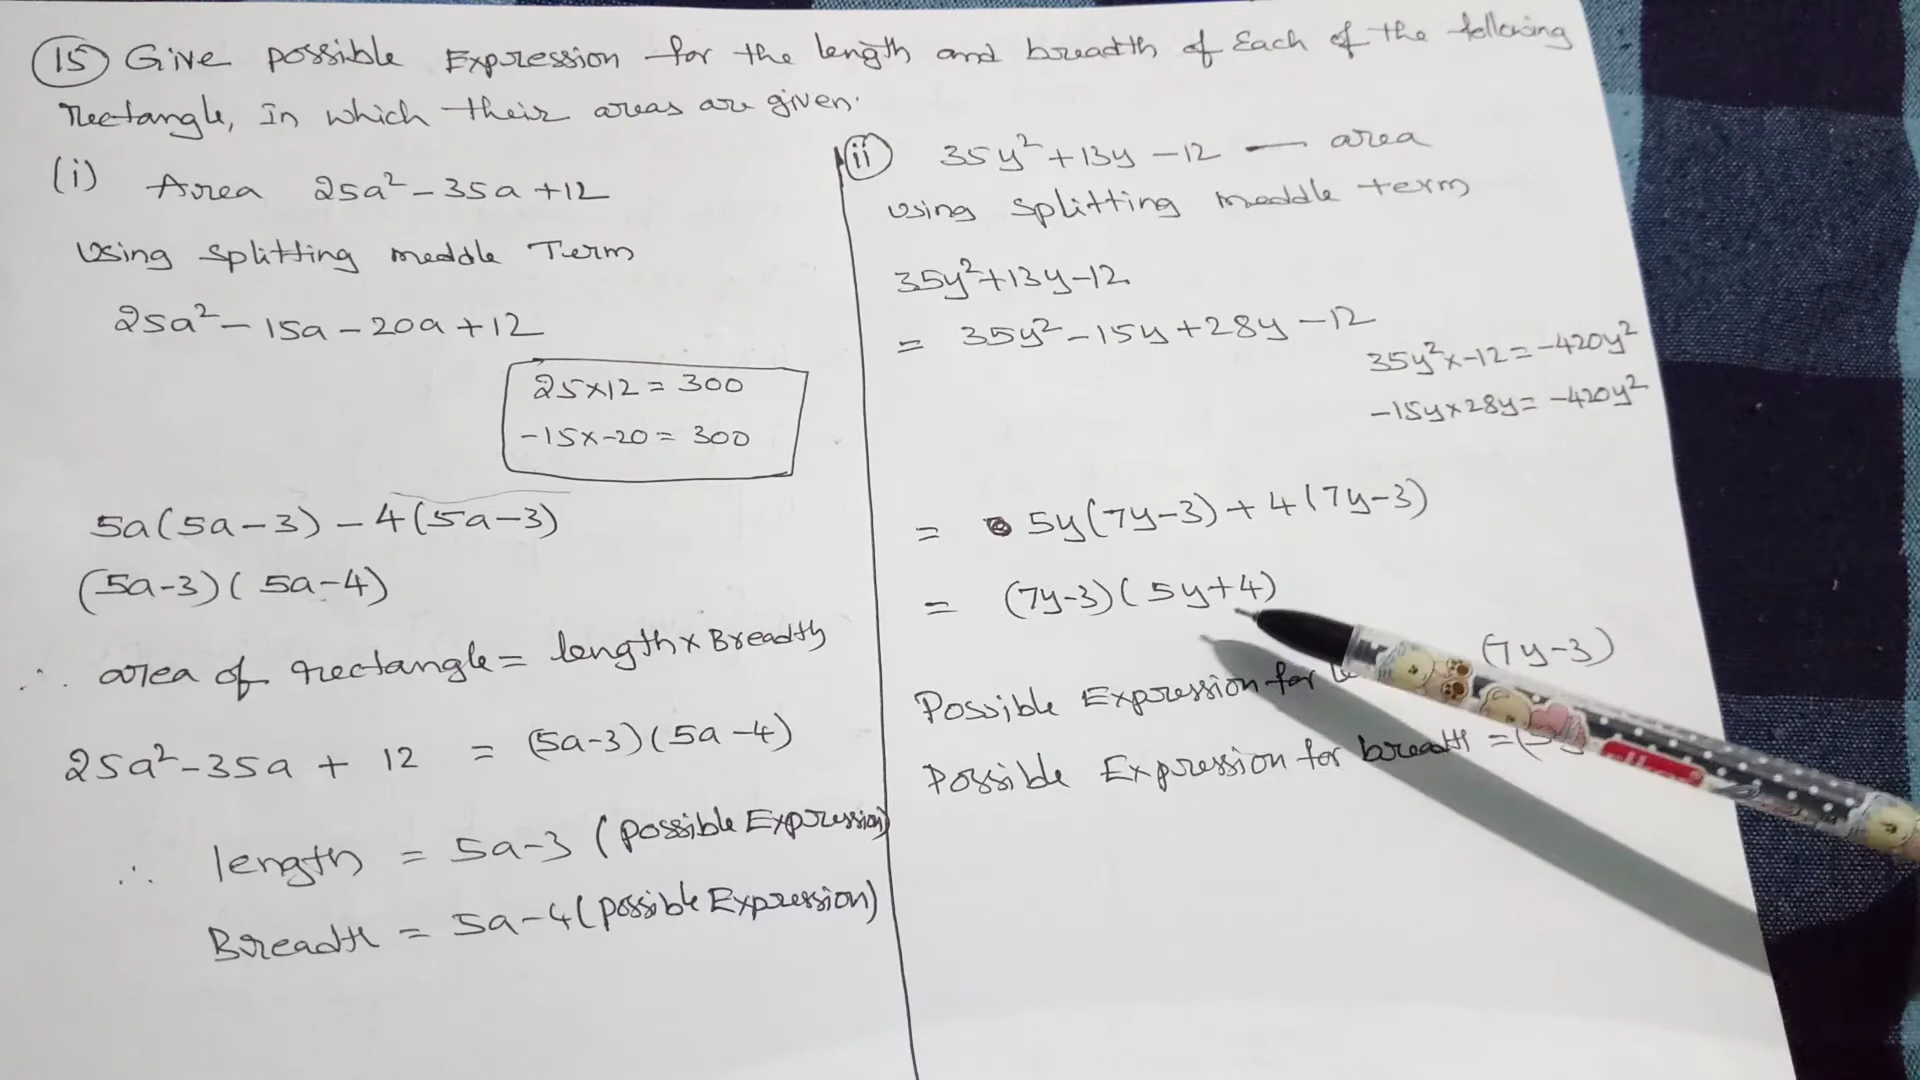 15 Give possible Expression for the length and breadth of Each of the following
rectangle, In which their areas are given.
(i) Area 25a² - 35a + 12
Using splitting meddle Term
25a² - 15a - 20a + 12
25×12 = 300
-15×-20 = 300
5a(5a-3) - 4(5a-3)
(5a-3)(5a-4)
∴ area of rectangle = length × Breadth
25a² - 35a + 12 = (5a-3)(5a-4)
∴ length = 5a-3 (possible Expression)
Breadth = 5a-4 (possible Expression)
(ii) 35y² + 13y - 12 — area
Using splitting meddle term
35y² + 13y - 12
= 35y² - 15y + 28y - 12
35y² × -12 = -420y²
-15y × 28y = -420y²
= 5y(7y-3) + 4(7y-3)
= (7y-3)(5y+4)
Possible Expression for (7y-3)
Possible Expression for breadth = (